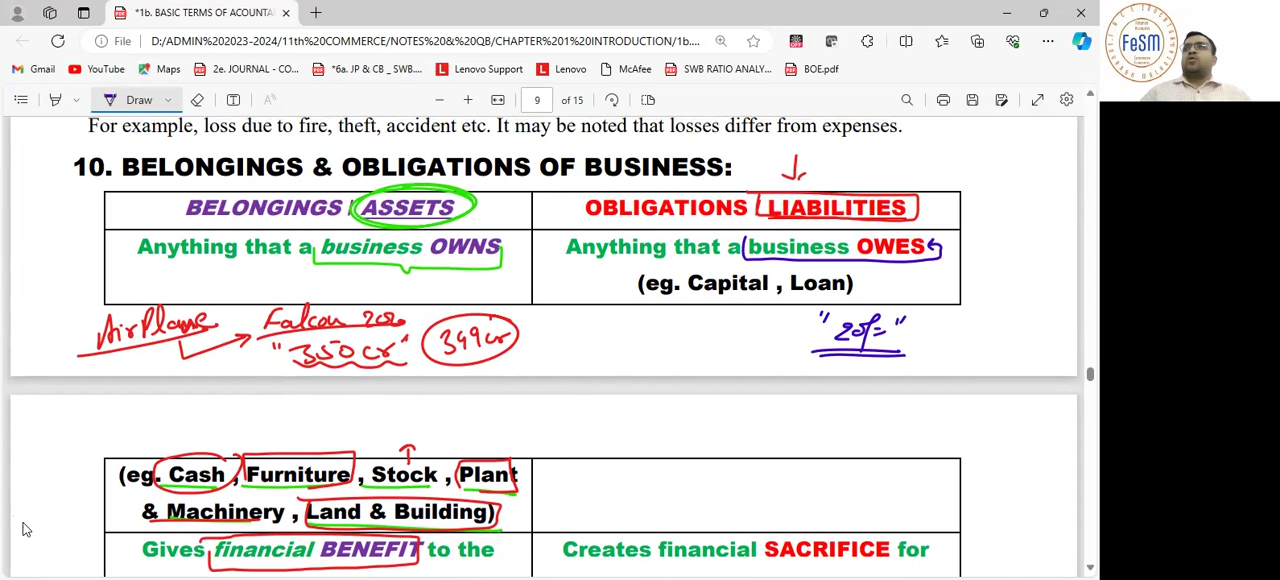 *1b. BASIC TERMS OF ACOUNTA
File D:/ADMIN%202023-2024/11th%20COMMERCE/NOTES%20&%20QB/CHAPTER%201%20INTRODUCTION/1b....
Gmail YouTube Maps 2e. JOURNAL - CO... *6a. JP & CB _ SWB.... Lenovo Support Lenovo McAfee SWB RATIO ANALY... BOE.pdf
Draw 9 of 15
FeSM
For example, loss due to fire, theft, accident etc. It may be noted that losses differ from expenses.
10. BELONGINGS & OBLIGATIONS OF BUSINESS:
BELONGINGS ASSETS OBLIGATIONS LIABILITIES
Anything that a business OWNS Anything that a business OWES
(eg. Capital , Loan)
AirPlane Falcon 2000
"350 cr" 349 cr
(eg. Cash , Furniture , Stock , Plant
& Machinery , Land & Building)
Gives financial BENEFIT to the Creates financial SACRIFICE for